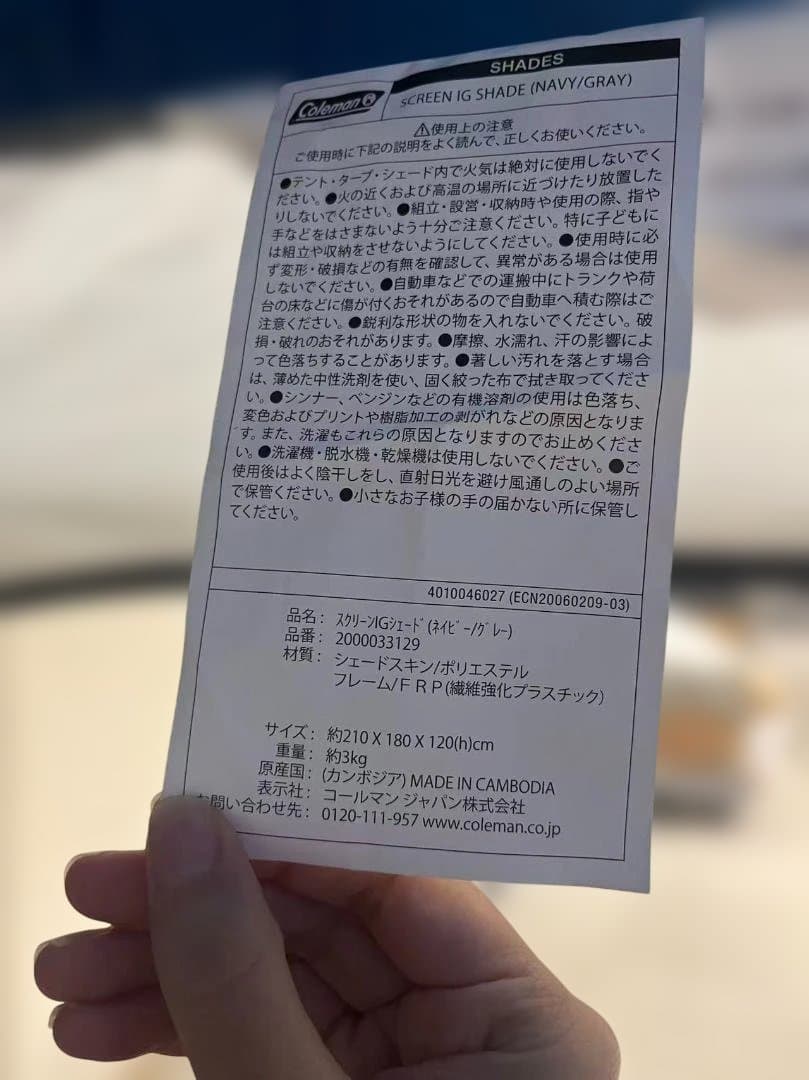 SHADES
Coleman
SCREEN IG SHADE (NAVY/GRAY)
⚠使用上の注意
ご使用時に下記の説明をよく読んで、正しくお使いください。
●テント・タープ・シェード内で火気は絶対に使用しないでく
ださい。●火の近くおよび高温の場所に近づけたり放置した
りしないでください。●組立・設営・収納時や使用の際、指や
手などをはさまないよう十分ご注意ください。特に子どもに
は組立や収納をさせないようにしてください。●使用時に必
ず変形・破損などの有無を確認して、異常がある場合は使用
しないでください。●自動車などでの運搬中にトランクや荷
台の床などに傷が付くおそれがあるので自動車へ積む際はご
注意ください。●鋭利な形状の物を入れないでください。破
損・破れのおそれがあります。●摩擦、水濡れ、汗の影響によ
って色落ちすることがあります。●著しい汚れを落とす場合
は、薄めた中性洗剤を使い、固く絞った布で拭き取ってくださ
い。●シンナー、ベンジンなどの有機溶剤の使用は色落ち、
変色およびプリントや樹脂加工の剥がれなどの原因となりま
す。また、洗濯もこれらの原因となりますのでお止めくださ
い。●洗濯機・脱水機・乾燥機は使用しないでください。●ご
使用後はよく陰干しをし、直射日光を避け風通しのよい場所
で保管ください。●小さなお子様の手の届かない所に保管し
てください。
4010046027 (ECN20060209-03)
品名： ｽｸﾘｰﾝIGｼｪｰﾄﾞ(ﾈｲﾋﾞｰ/ｸﾞﾚｰ)
品番： 2000033129
材質： シェードスキン/ポリエステル
フレーム/ＦＲＰ(繊維強化プラスチック)
サイズ： 約210 X 180 X 120(h)cm
重量： 約3kg
原産国： (カンボジア) MADE IN CAMBODIA
表示社： コールマン ジャパン株式会社
お問い合わせ先： 0120-111-957 www.coleman.co.jp